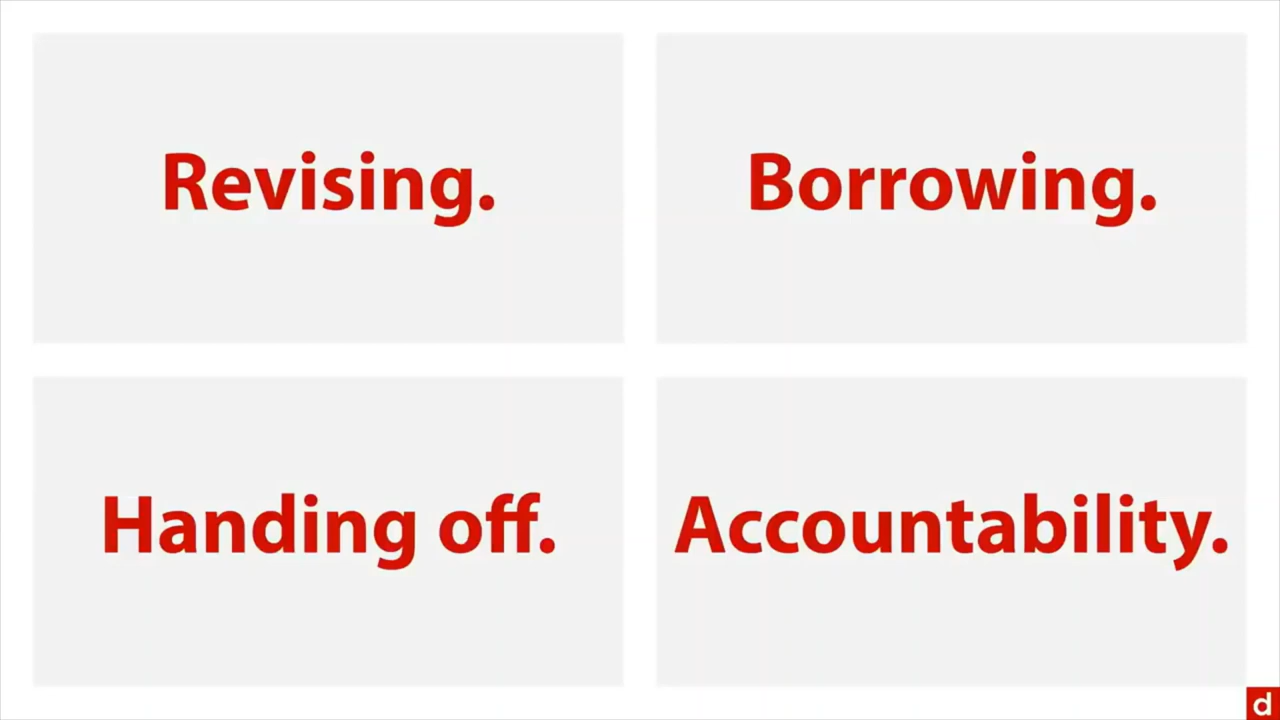 Revising.
Borrowing.
Handing off.
Accountability.
d